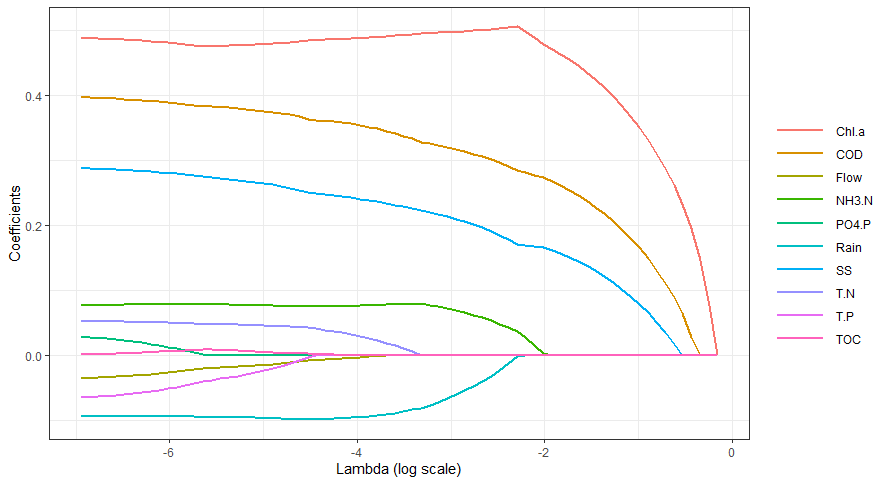 0.4
0.2
0.0
Coefficients
-6
-4
-2
0
Lambda (log scale)
Chl.a
COD
Flow
NH3.N
PO4.P
Rain
SS
T.N
T.P
TOC